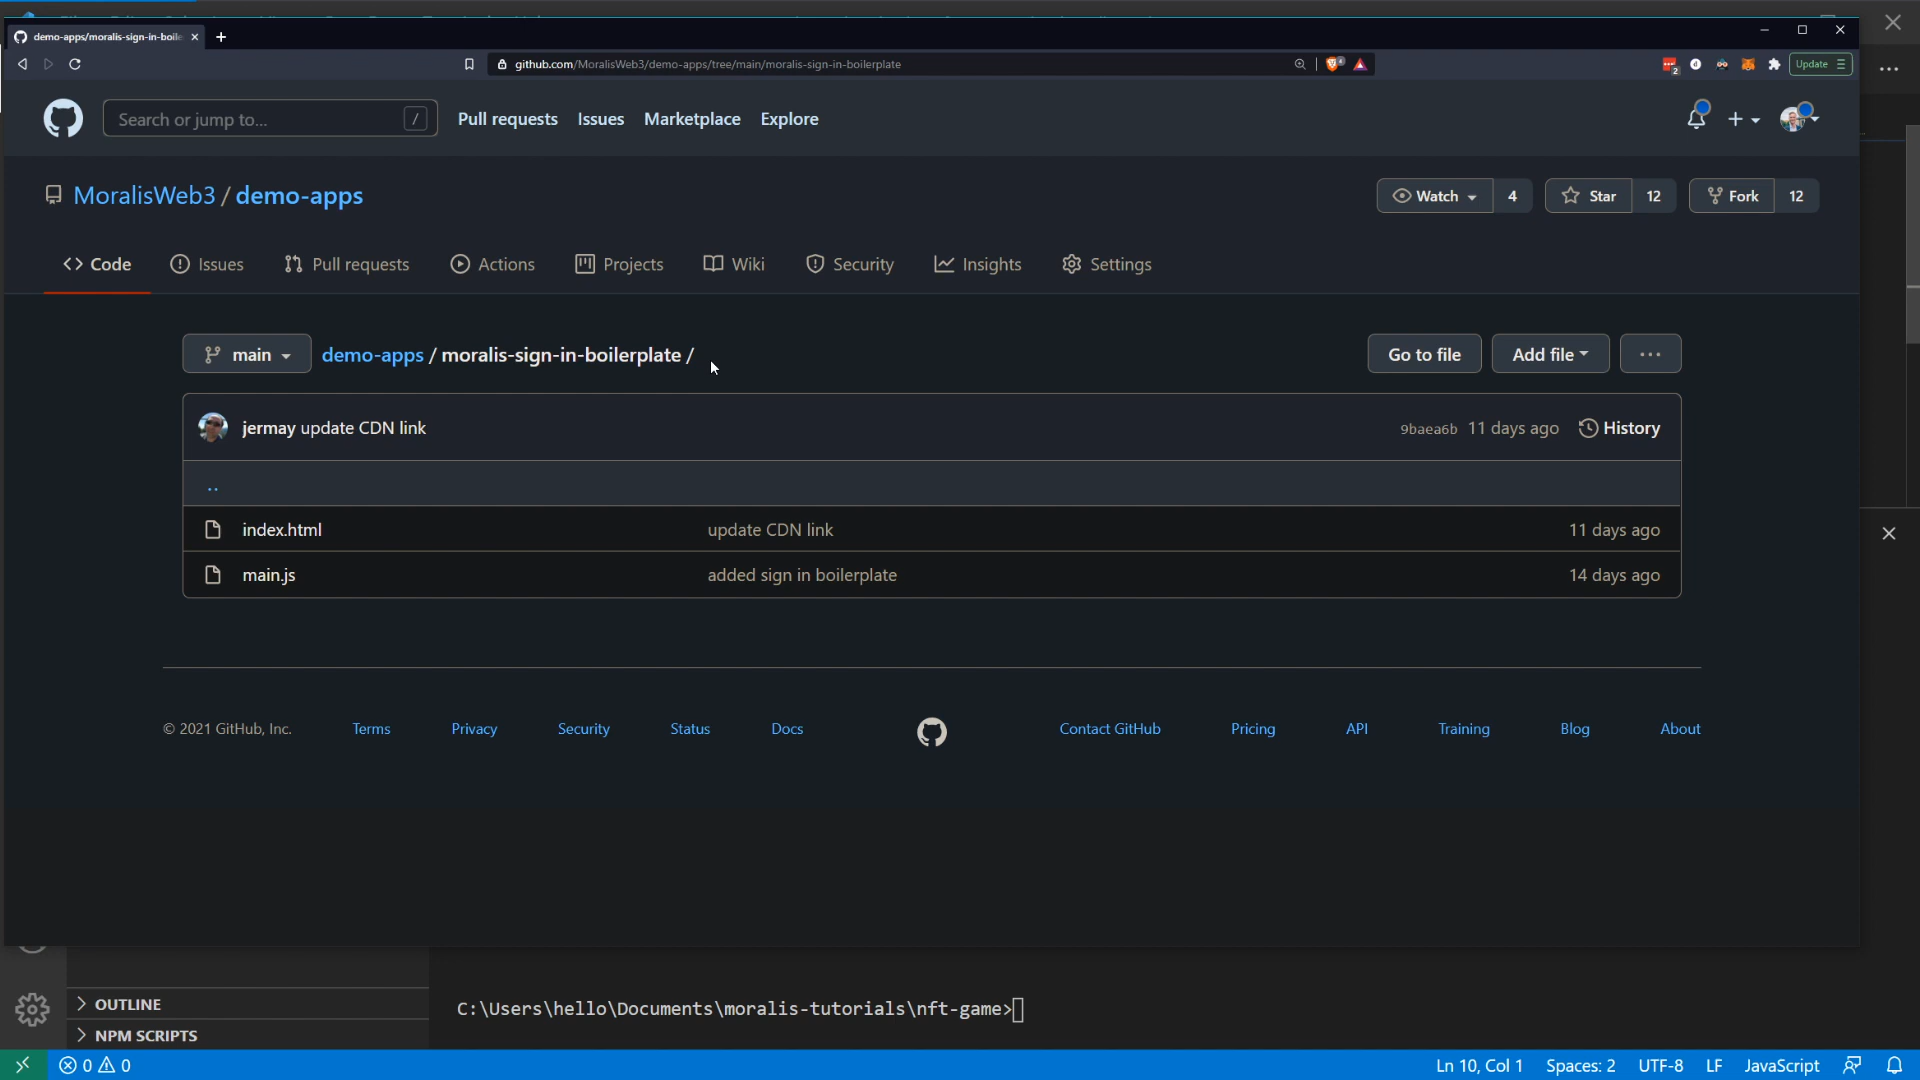 demo-apps/moralis-sign-in-boile
github.com/MoralisWeb3/demo-apps/tree/main/moralis-sign-in-boilerplate
2
Update
Search or jump to...
/
Pull requests
Issues
Marketplace
Explore
MoralisWeb3 / demo-apps
Watch
4
Star
12
Fork
12
Code
Issues
Pull requests
Actions
Projects
Wiki
Security
Insights
Settings
main
demo-apps / moralis-sign-in-boilerplate /
Go to file
Add file
...
jermay update CDN link
9baea6b 11 days ago
History
..
index.html
update CDN link
11 days ago
main.js
added sign in boilerplate
14 days ago
© 2021 GitHub, Inc.
Terms
Privacy
Security
Status
Docs
Contact GitHub
Pricing
API
Training
Blog
About
OUTLINE
NPM SCRIPTS
C:\Users\hello\Documents\moralis-tutorials\nft-game>
0
0
Ln 10, Col 1
Spaces: 2
UTF-8
LF
JavaScript